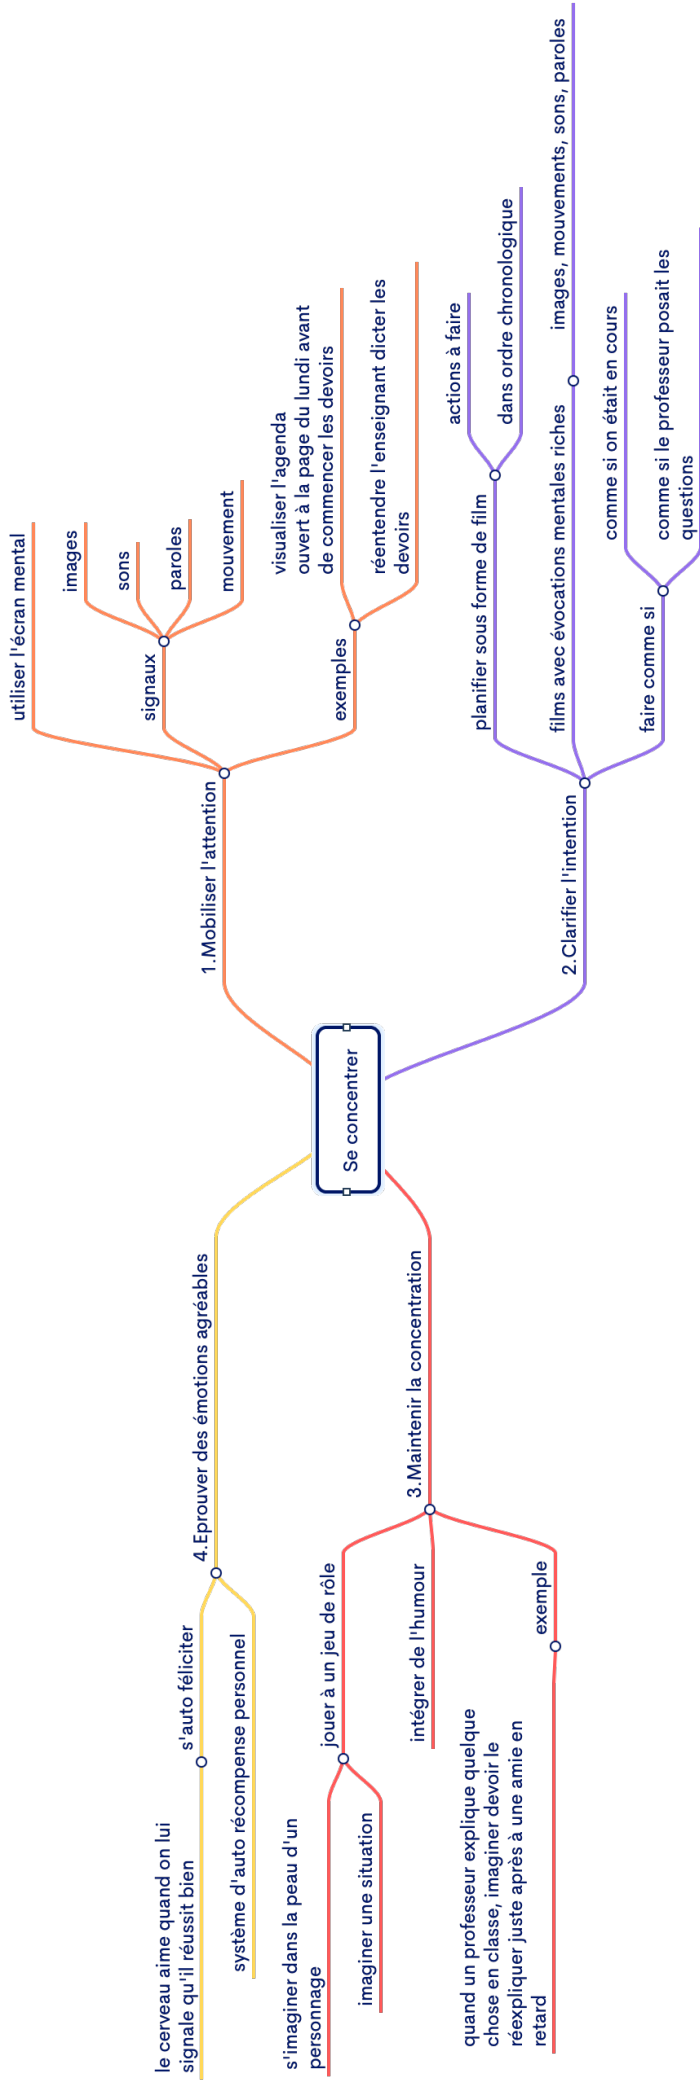 Se concentrer
1.Mobiliser l'attention
utiliser l'écran mental
signaux
images
sons
paroles
mouvement
exemples
visualiser l'agenda
ouvert à la page du lundi avant
de commencer les devoirs
réentendre l'enseignant dicter les
devoirs
2.Clarifier l'intention
planifier sous forme de film
actions à faire
dans ordre chronologique
films avec évocations mentales riches
images, mouvements, sons, paroles
faire comme si
comme si on était en cours
comme si le professeur posait les
questions
4.Eprouver des émotions agréables
s'auto féliciter
le cerveau aime quand on lui
signale qu'il réussit bien
système d'auto récompense personnel
3.Maintenir la concentration
jouer à un jeu de rôle
s'imaginer dans la peau d'un
personnage
imaginer une situation
intégrer de l'humour
exemple
quand un professeur explique quelque
chose en classe, imaginer devoir le
réexpliquer juste après à une amie en
retard